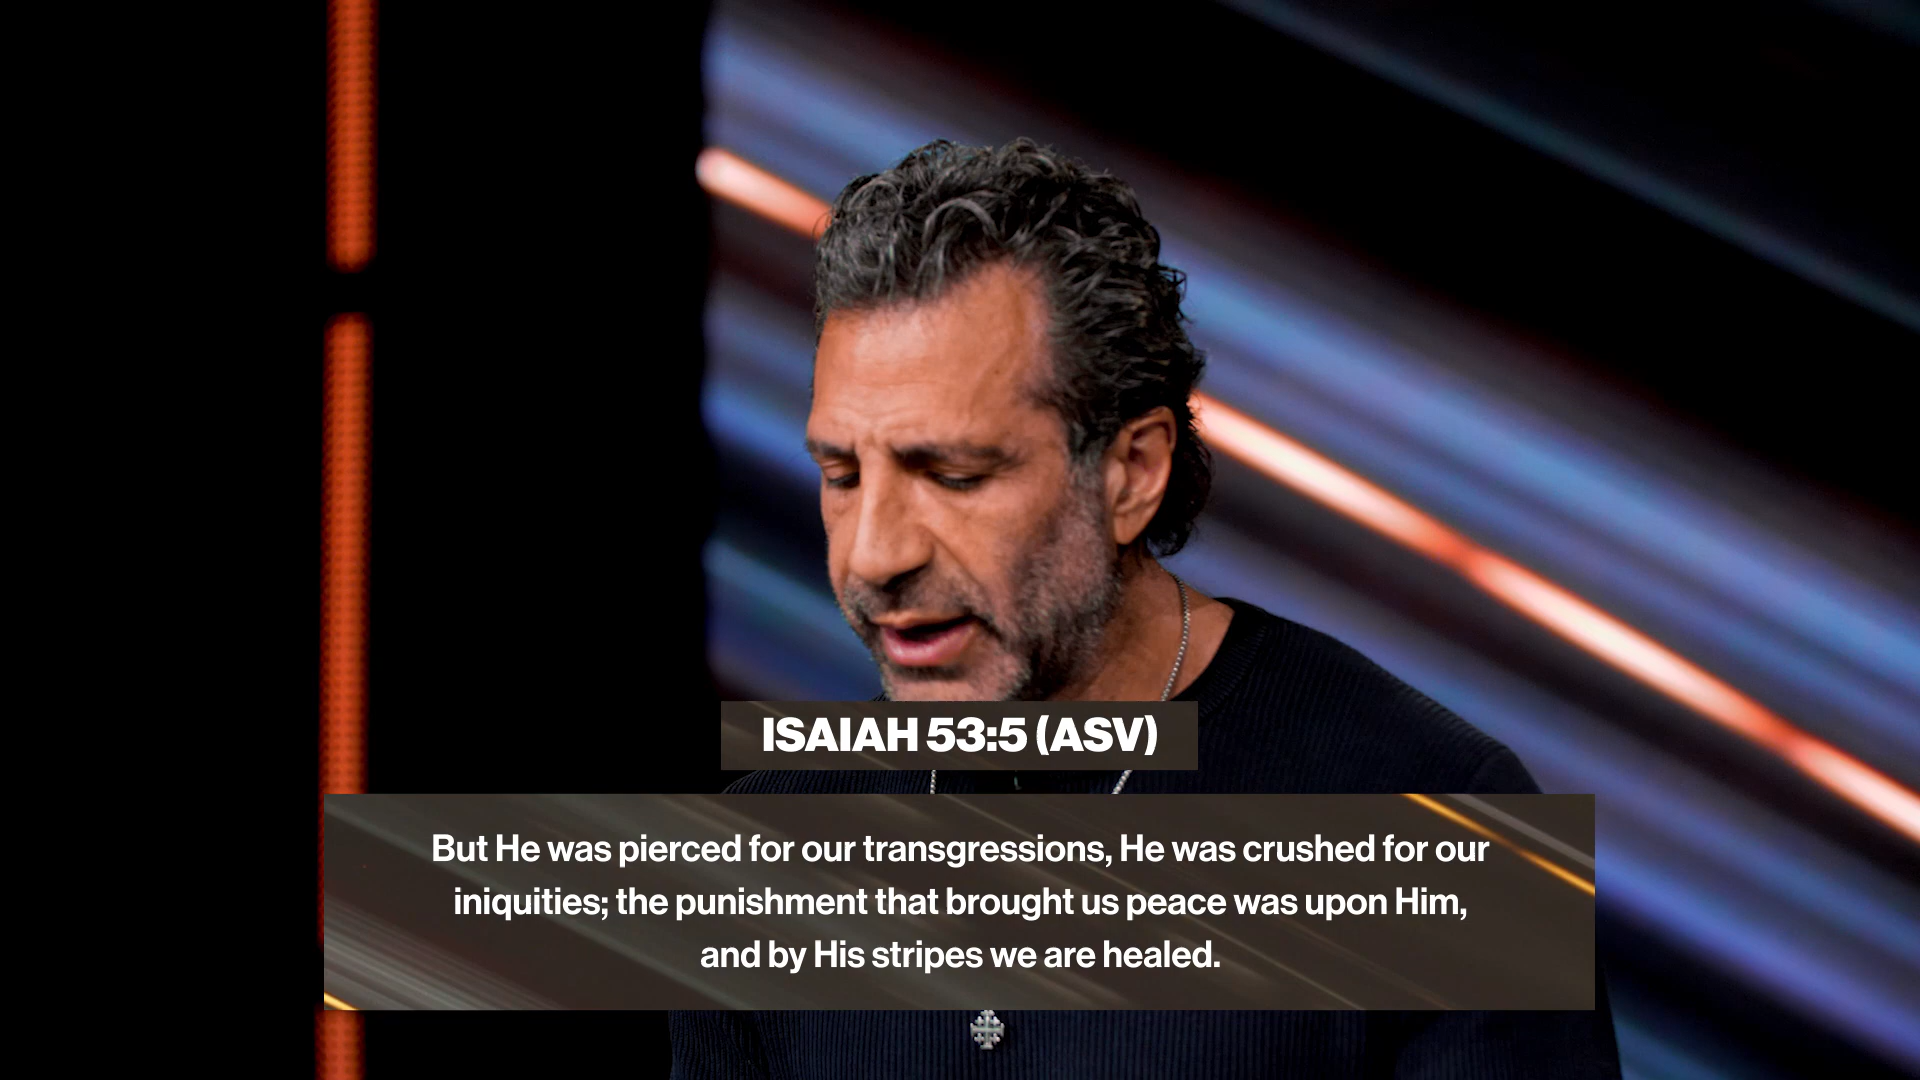 ISAIAH 53:5 (ASV)
But He was pierced for our transgressions, He was crushed for our
iniquities; the punishment that brought us peace was upon Him,
and by His stripes we are healed.